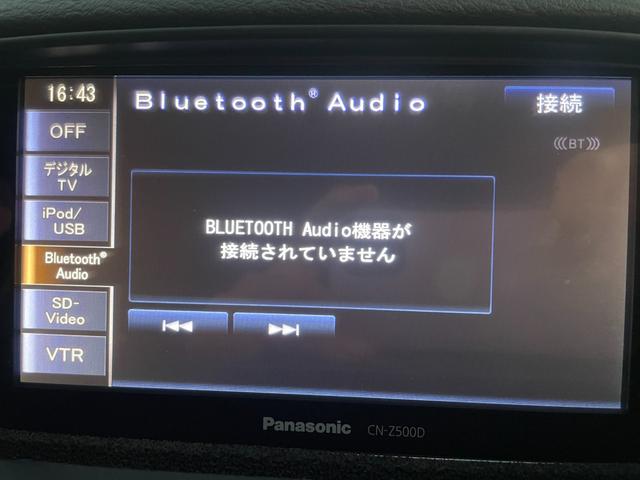 16:43
Bluetooth® Audio
接続
OFF
BT
デジタル
TV
iPod/
USB
BLUETOOTH Audio機器が
接続されていません
Bluetooth®
Audio
SD-
Video
VTR
Panasonic
CN-Z500D